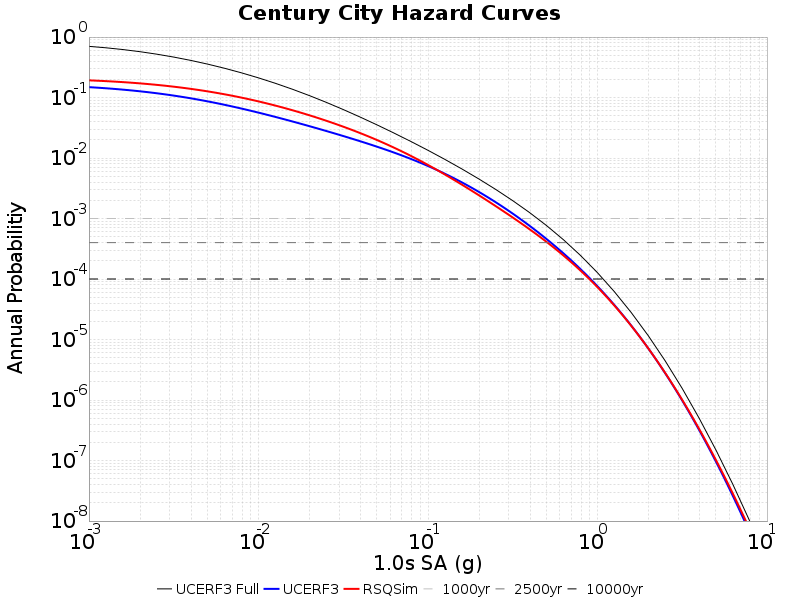 Century City Hazard Curves
Annual Probabilitiy
10^0
10^-1
10^-2
10^-3
10^-4
10^-5
10^-6
10^-7
10^-8
10^-3 10^-2 10^-1 10^0 10^1
1.0s SA (g)
UCERF3 Full UCERF3 RSQSim 1000yr 2500yr 10000yr